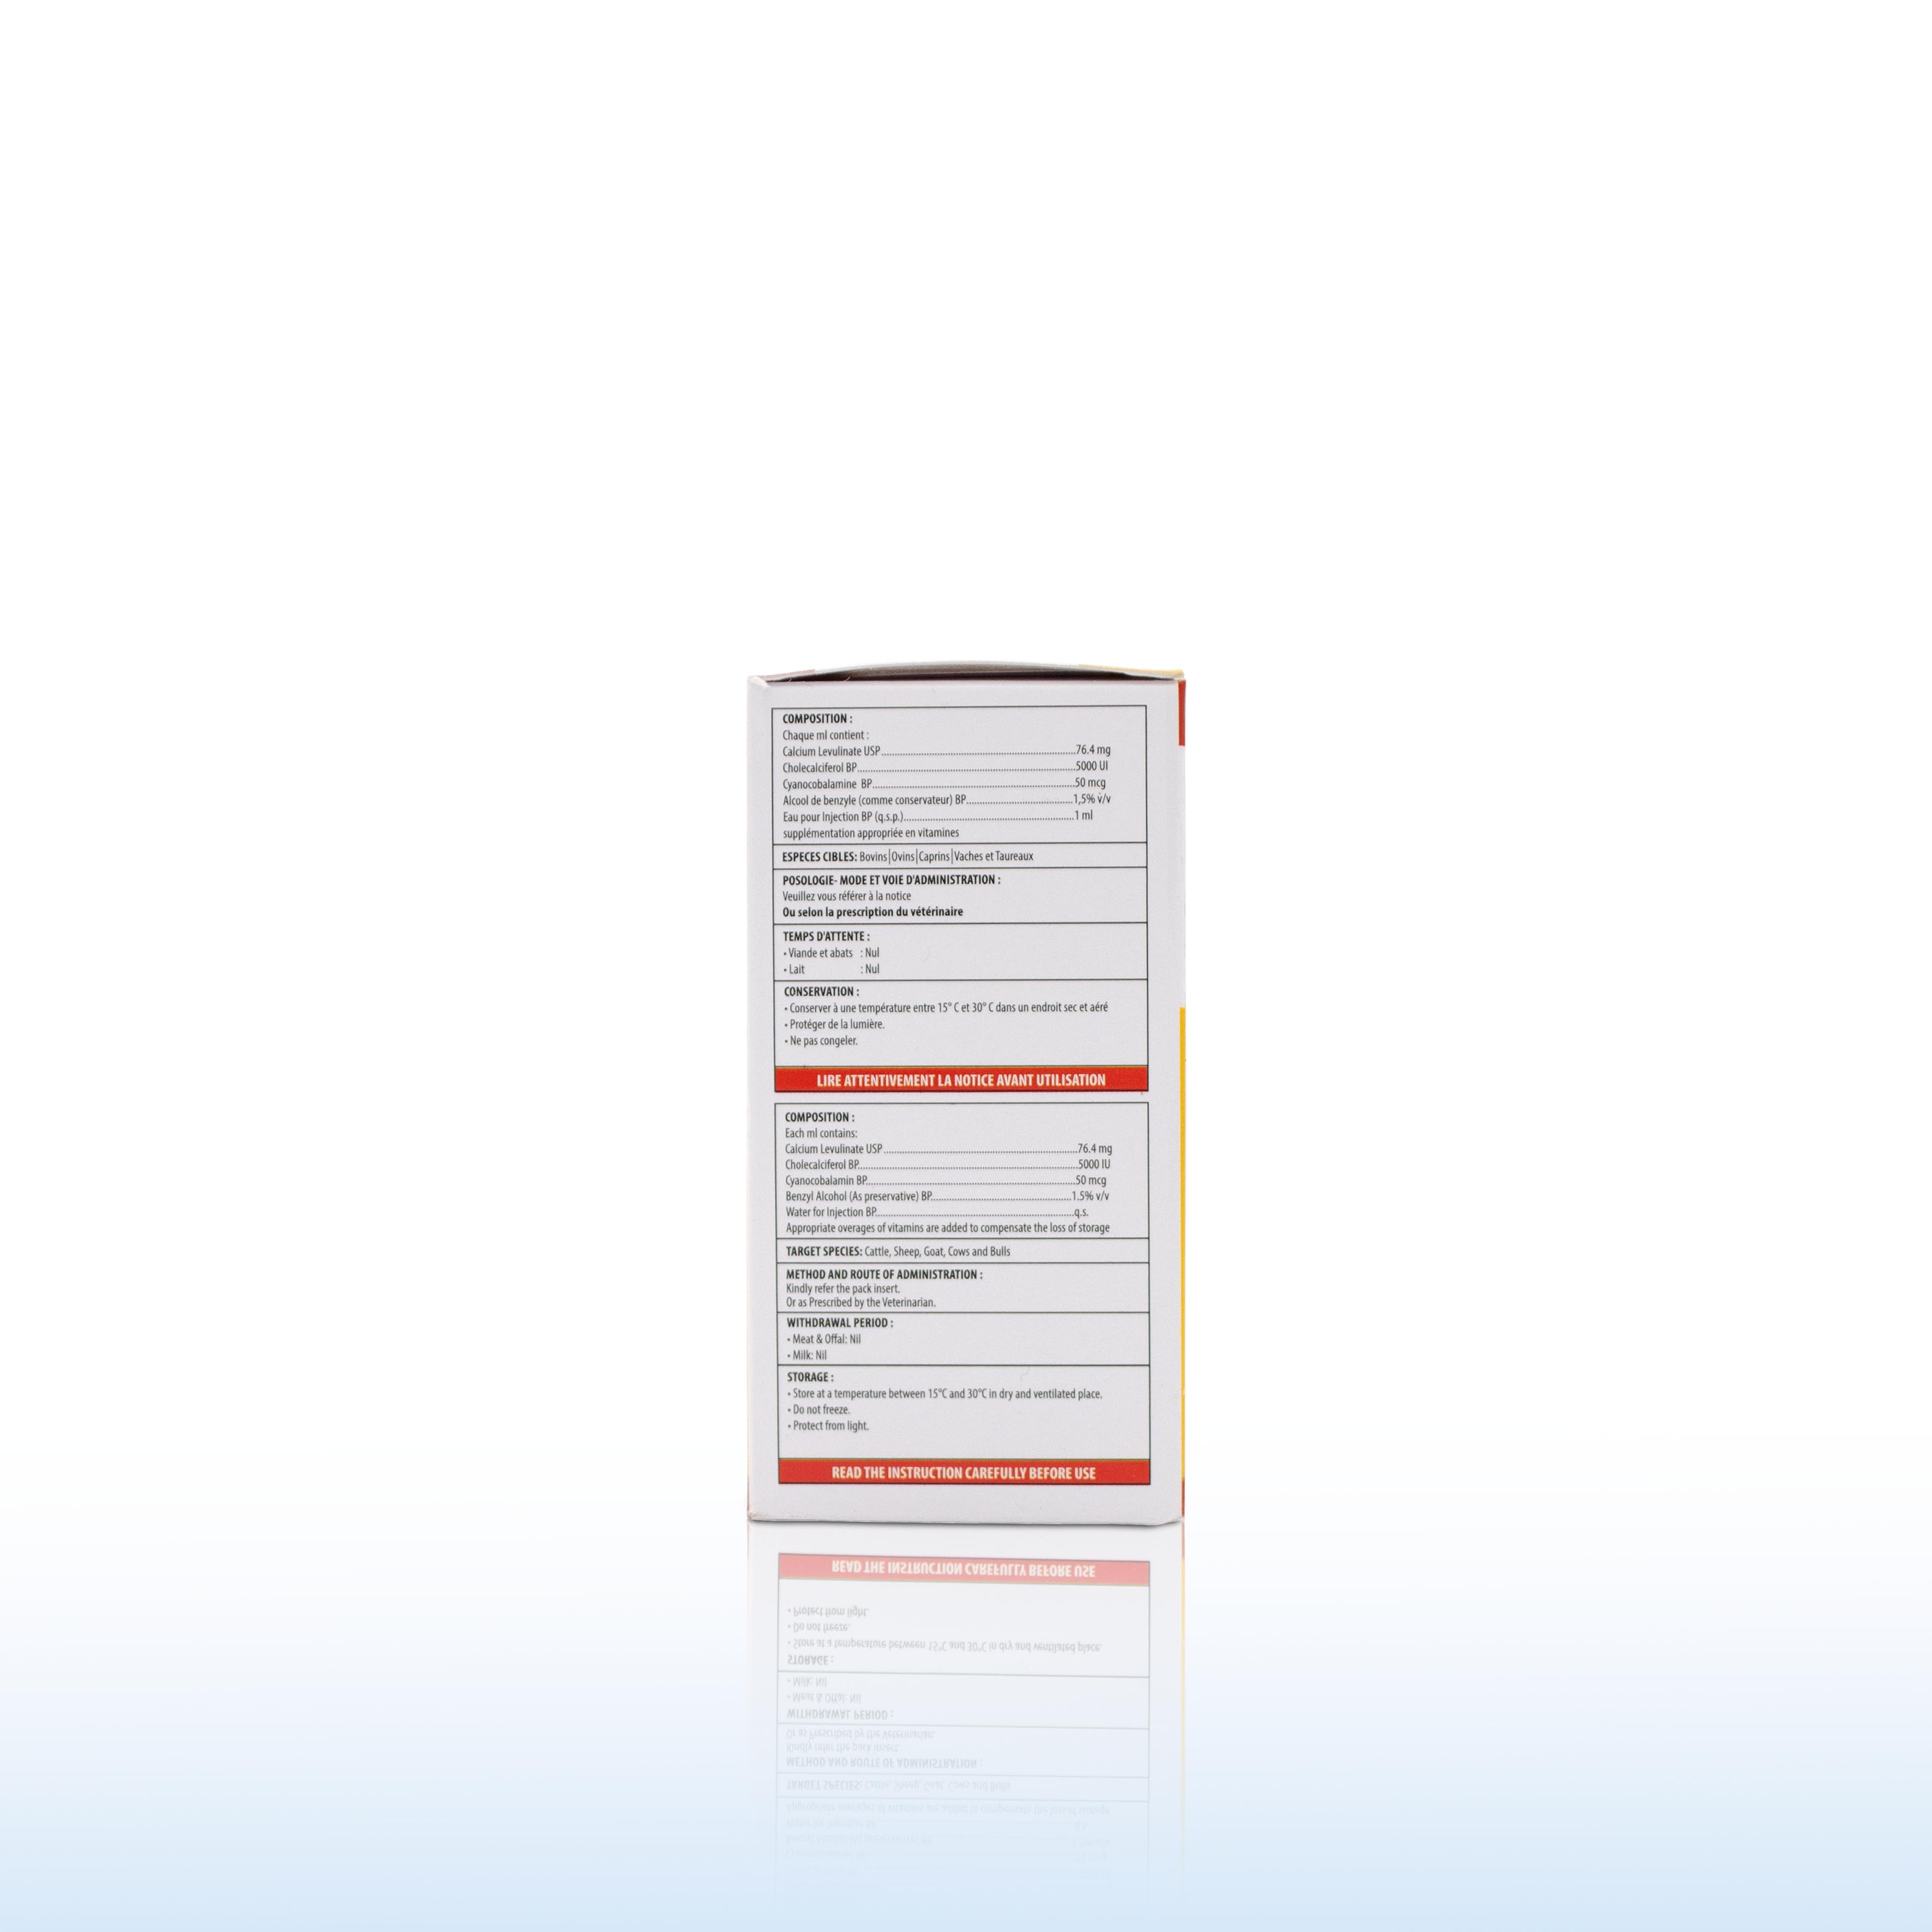 COMPOSITION :
Chaque ml contient :
Calcium Levulinate USP........................76.4 mg
Cholecalciferol BP........................5000 UI
Cyanocobalamine BP........................50 mcg
Alcool de benzyle (comme conservateur) BP........................1,5% v/v
Eau pour Injection BP (q.s.p.)........................1 ml
supplémentation appropriée en vitamines
ESPECES CIBLES: Bovins|Ovins|Caprins|Vaches et Taureaux
POSOLOGIE- MODE ET VOIE D'ADMINISTRATION :
Veuillez vous référer à la notice
Ou selon la prescription du vétérinaire
TEMPS D'ATTENTE :
• Viande et abats : Nul
• Lait : Nul
CONSERVATION :
• Conserver à une température entre 15° C et 30° C dans un endroit sec et aéré
• Protéger de la lumière.
• Ne pas congeler.
LIRE ATTENTIVEMENT LA NOTICE AVANT UTILISATION
COMPOSITION :
Each ml contains:
Calcium Levulinate USP........................76.4 mg
Cholecalciferol BP........................5000 IU
Cyanocobalamin BP........................50 mcg
Benzyl Alcohol (As preservative) BP........................1.5% v/v
Water for Injection BP........................q.s.
Appropriate overages of vitamins are added to compensate the loss of storage
TARGET SPECIES: Cattle, Sheep, Goat, Cows and Bulls
METHOD AND ROUTE OF ADMINISTRATION :
Kindly refer the pack insert.
Or as Prescribed by the Veterinarian.
WITHDRAWAL PERIOD :
• Meat & Offal: Nil
• Milk: Nil
STORAGE :
• Store at a temperature between 15°C and 30°C in dry and ventilated place.
• Do not freeze.
• Protect from light.
READ THE INSTRUCTION CAREFULLY BEFORE USE